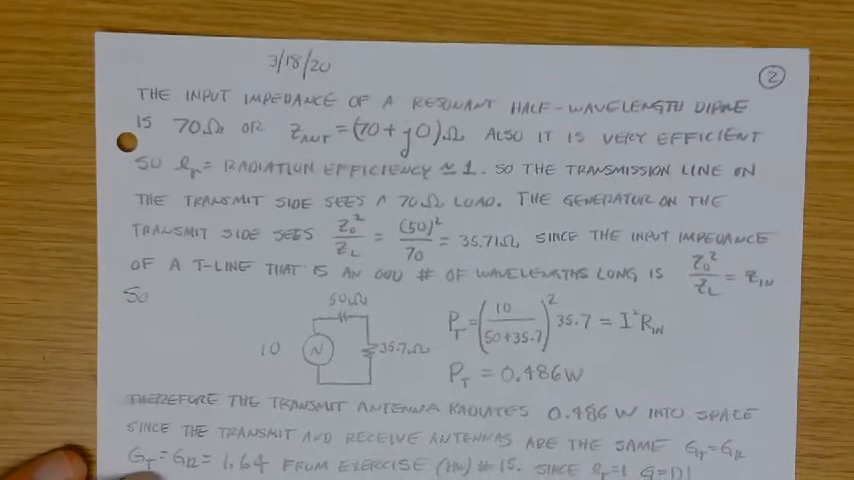 3/18/20
2
THE INPUT IMPEDANCE OF A RESONANT HALF-WAVELENGTH DIPOLE
IS 70Ω OR Z_ANT = (70 + j0)Ω ALSO IT IS VERY EFFICIENT
SO e_r = RADIATION EFFICIENCY ≈ 1. SO THE TRANSMISSION LINE ON
THE TRANSMIT SIDE SEES A 70Ω LOAD. THE GENERATOR ON THE
TRANSMIT SIDE SEES Z_0^2/Z_L = (50)^2/70 = 35.71Ω SINCE THE INPUT IMPEDANCE
OF A T-LINE THAT IS AN ODD # OF WAVELENGTHS LONG IS Z_0^2/Z_L = Z_IN
SO
50Ω
10 N 35.7Ω
P_T = (10/(50+35.7))^2 35.7 = I^2 R_IN
P_T = 0.486W
THEREFORE THE TRANSMIT ANTENNA RADIATES 0.486 W INTO SPACE
SINCE THE TRANSMIT AND RECEIVE ANTENNAS ARE THE SAME G_T = G_R
G_T = G_R = 1.64 FROM EXERCISE (HW) # 15. SINCE e_r = 1 G = D